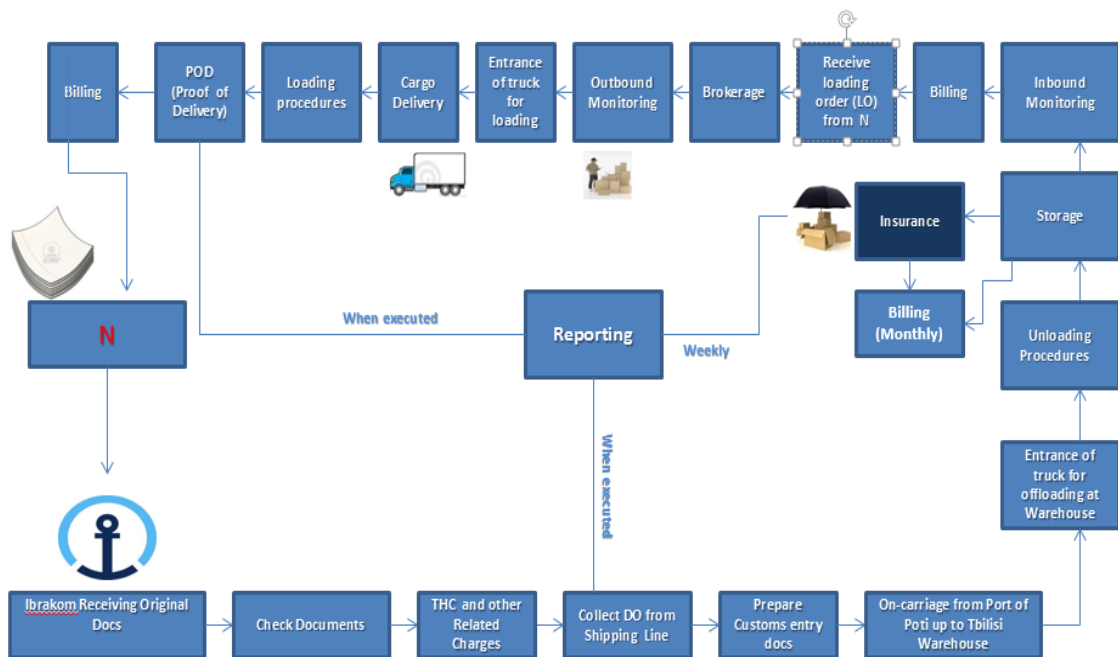 Billing
POD
(Proof of
Delivery)
Loading
procedures
Cargo
Delivery
Entrance
of truck
for
loading
Outbound
Monitoring
Brokerage
Receive
loading
order (LO)
from N
Billing
Inbound
Monitoring
Insurance
Storage
Billing
(Monthly)
Unloading
Procedures
N
When executed
Reporting
Weekly
When executed
Entrance of
truck for
offloading at
Warehouse
Ibrakom Receiving Original
Docs
Check Documents
THC and other
Related
Charges
Collect DO from
Shipping Line
Prepare
Customs entry
docs
On-carriage from Port of
Poti up to Tbilisi
Warehouse